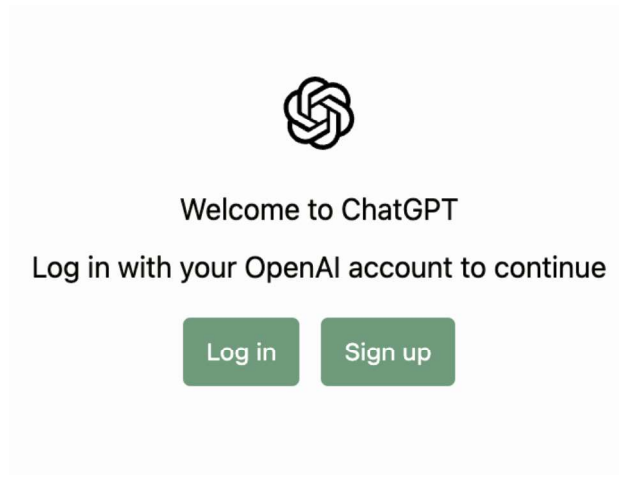 Welcome to ChatGPT
Log in with your OpenAI account to continue
Log in
Sign up